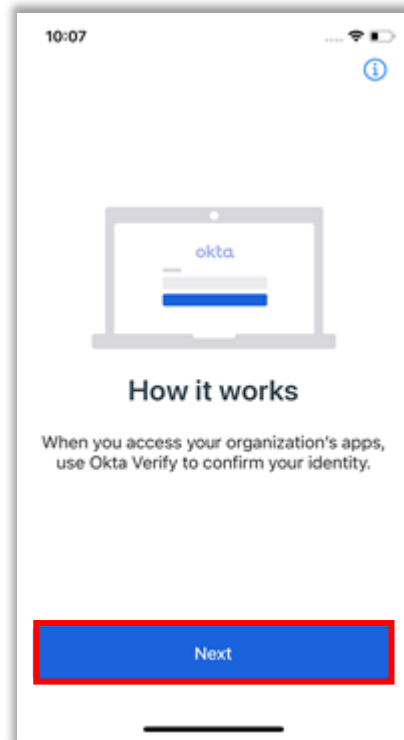 10:07
okta
How it works
When you access your organization's apps,
use Okta Verify to confirm your identity.
Next